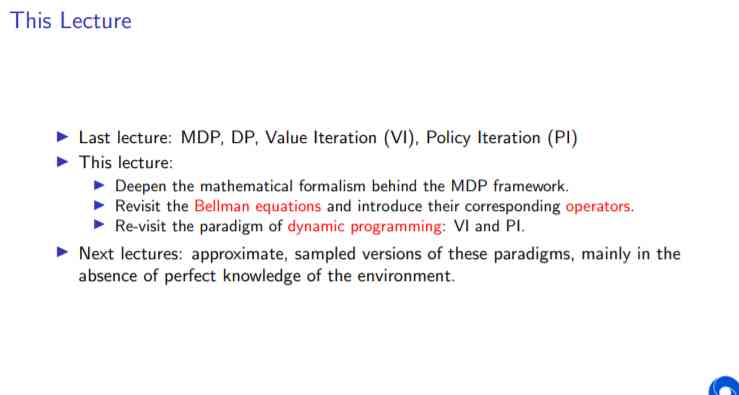 This Lecture
Last lecture: MDP, DP, Value Iteration (VI), Policy Iteration (PI)
This lecture:
Deepen the mathematical formalism behind the MDP framework.
Revisit the Bellman equations and introduce their corresponding operators.
Re-visit the paradigm of dynamic programming: VI and PI.
Next lectures: approximate, sampled versions of these paradigms, mainly in the
absence of perfect knowledge of the environment.